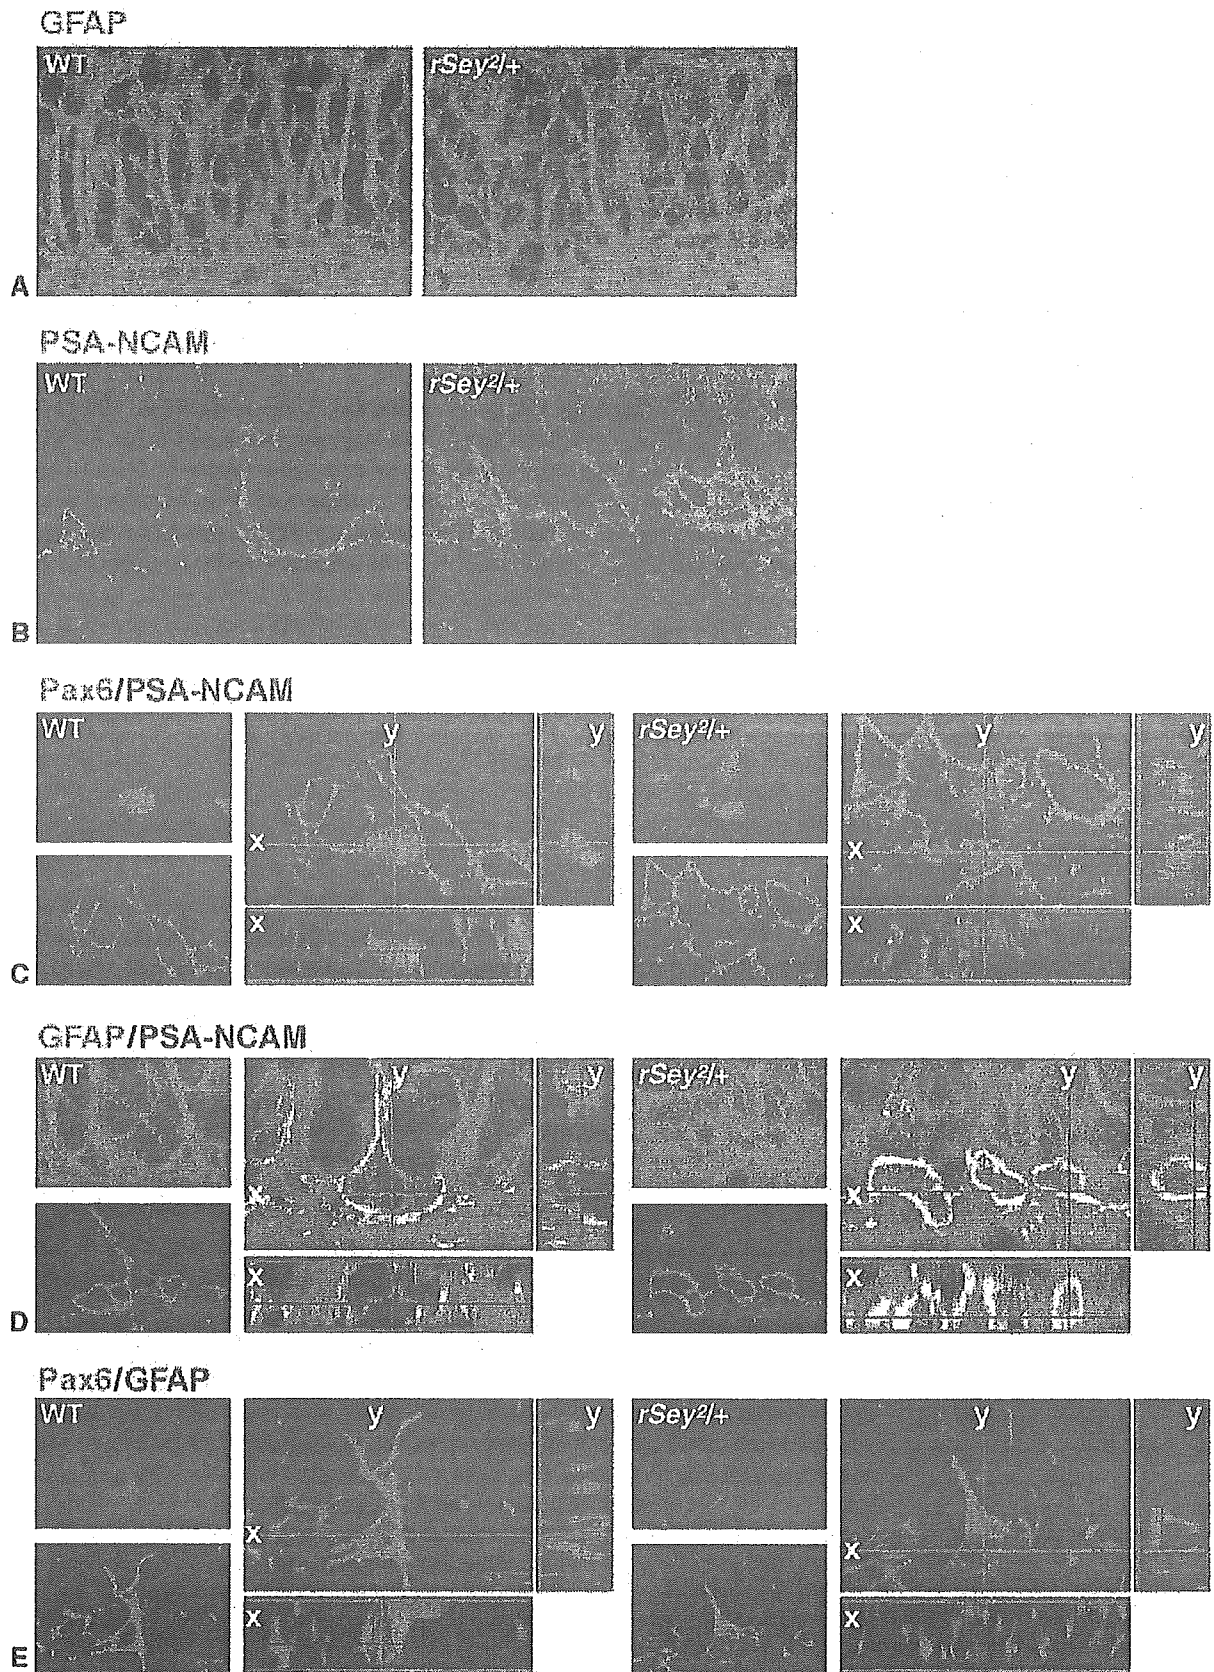 GFAP
WT rSey²/+
A
PSA-NCAM
WT rSey²/+
B
Pax6/PSA-NCAM
WT y y rSey²/+ y y
x x
x x
C
GFAP/PSA-NCAM
WT y y rSey²/+ y y
x x
x x
D
Pax6/GFAP
WT y y rSey²/+ y y
x x
x x
E